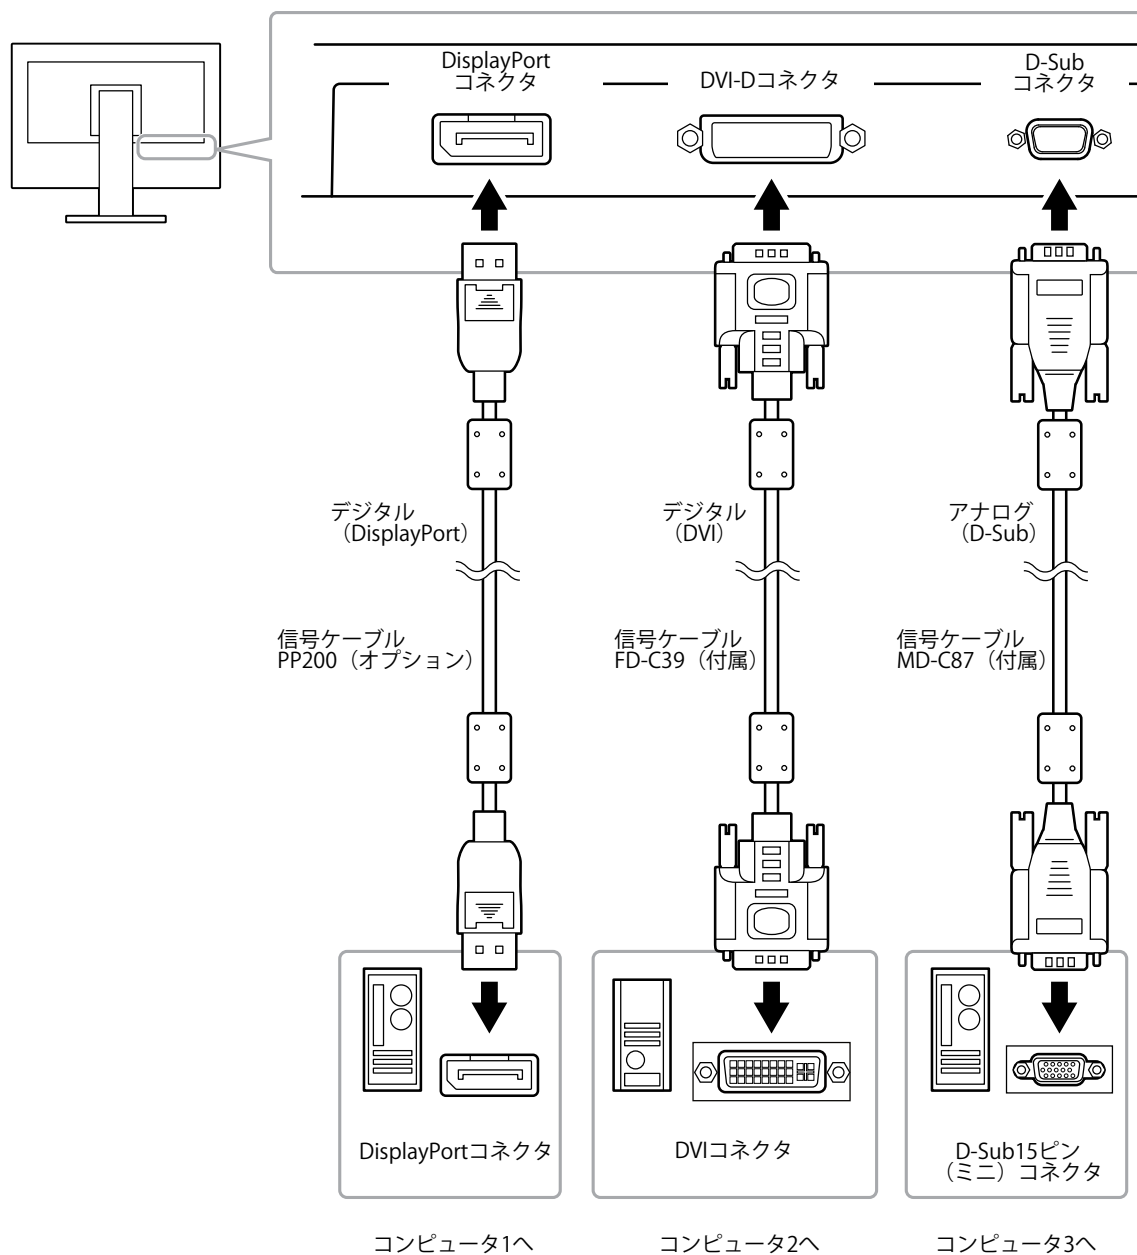 DisplayPort
コネクタ
DVI-Dコネクタ
D-Sub
コネクタ
デジタル
（DisplayPort）
デジタル
（DVI）
アナログ
（D-Sub）
信号ケーブル
PP200（オプション）
信号ケーブル
FD-C39（付属）
信号ケーブル
MD-C87（付属）
DisplayPortコネクタ
DVIコネクタ
D-Sub15ピン
（ミニ）コネクタ
コンピュータ1へ
コンピュータ2へ
コンピュータ3へ